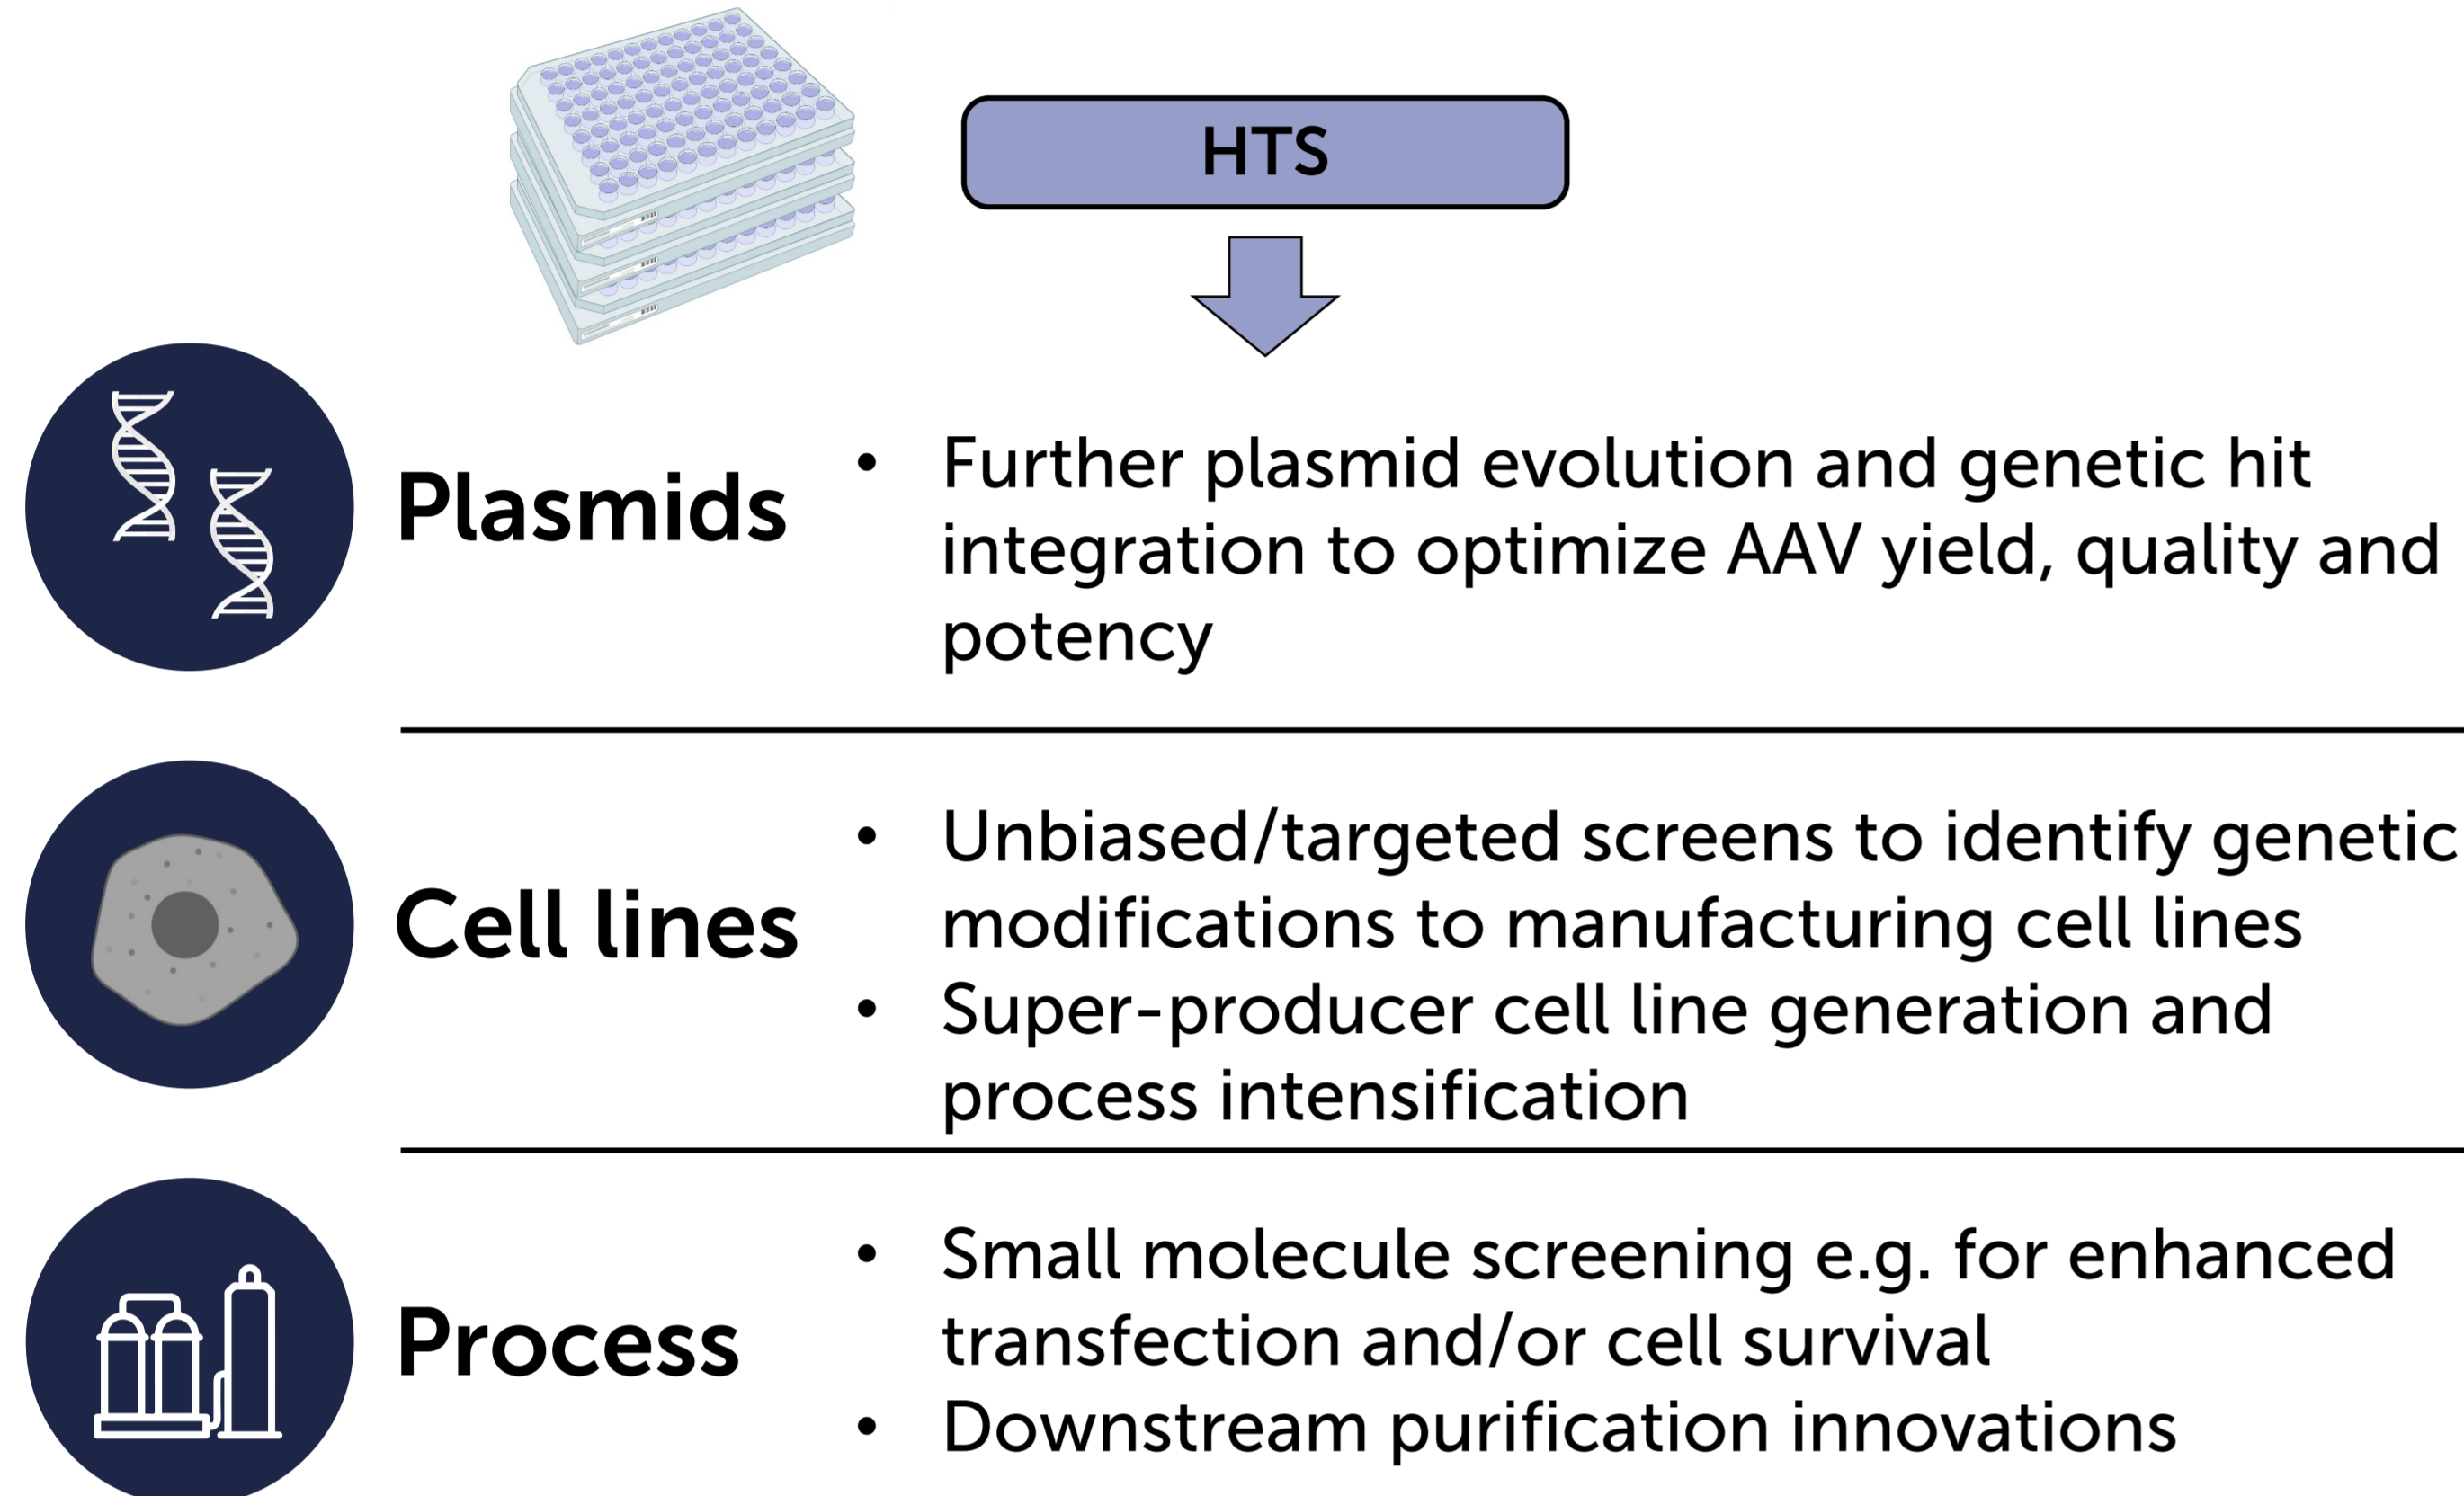 HTS
Plasmids
• Further plasmid evolution and genetic hit
integration to optimize AAV yield, quality and
potency
Cell lines
• Unbiased/targeted screens to identify genetic
modifications to manufacturing cell lines
• Super-producer cell line generation and
process intensification
Process
• Small molecule screening e.g. for enhanced
transfection and/or cell survival
• Downstream purification innovations